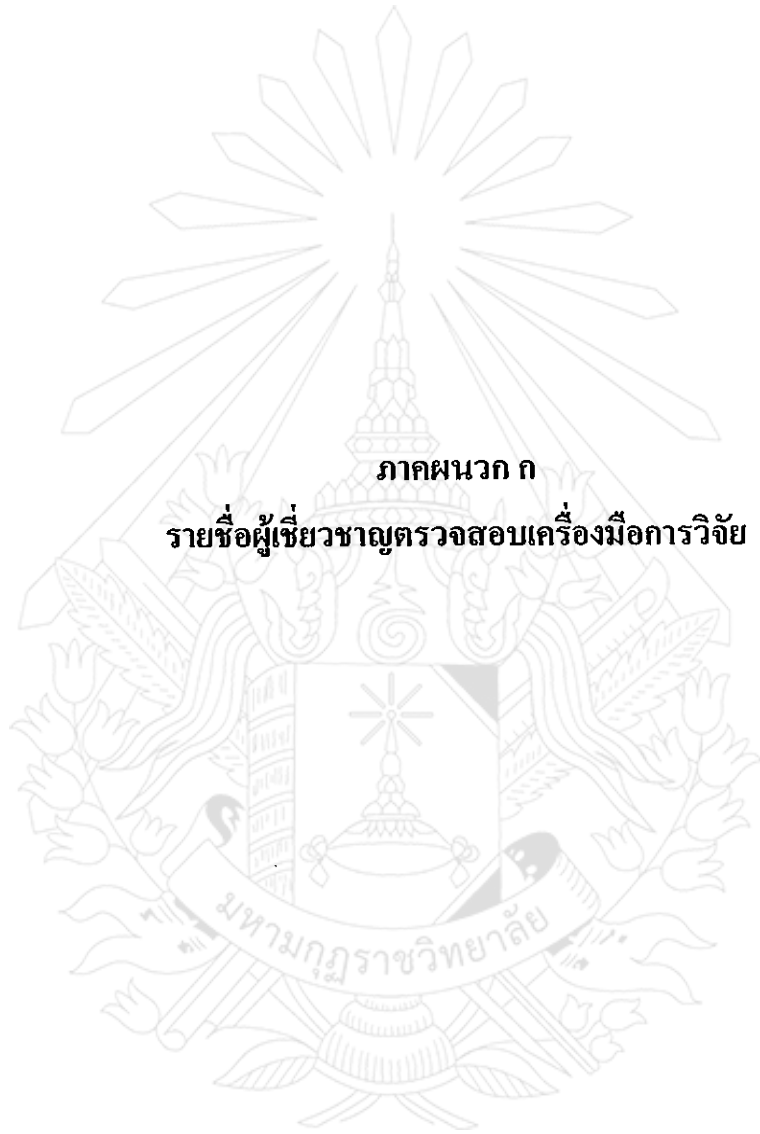 ภาคผนวก ก
รายชื่อผู้เชี่ยวชาญตรวจสอบเครื่องมือการวิจัย
มหามกุฏราชวิทยาลัย